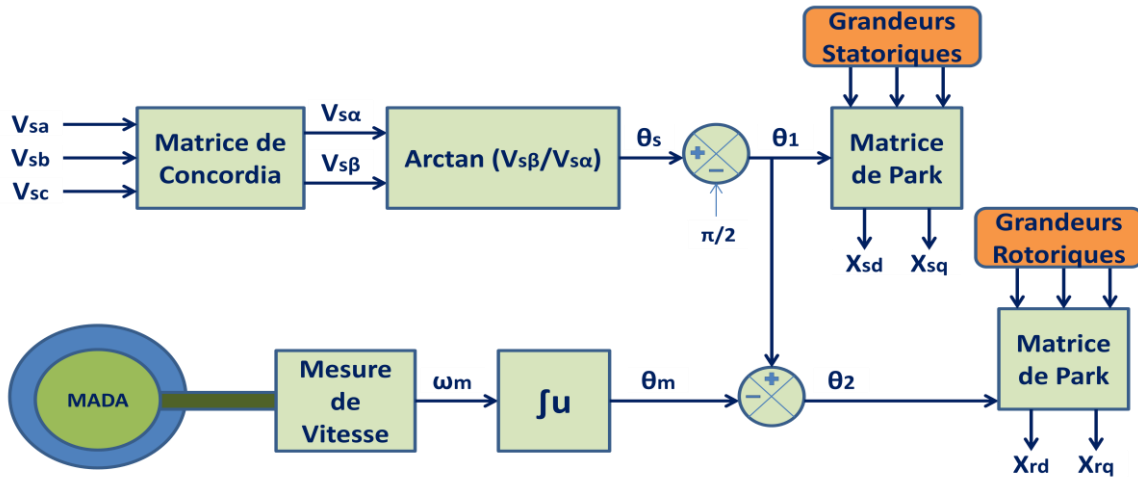 Grandeurs
Statoriques
Vsa
Vsb
Vsc
Matrice de
Concordia
Vsα
Vsβ
Arctan (Vsβ/Vsα)
θs
+
−
π/2
θ1
Matrice
de Park
Xsd
Xsq
Grandeurs
Rotoriques
MADA
Mesure
de
Vitesse
ωm
∫u
θm
+
−
θ2
Matrice
de Park
Xrd
Xrq